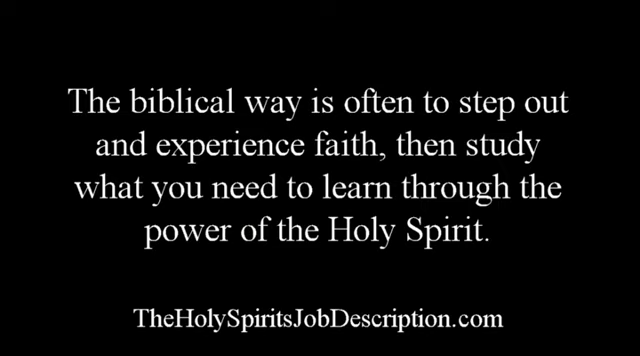 The biblical way is often to step out
and experience faith, then study
what you need to learn through the
power of the Holy Spirit.
TheHolySpiritsJobDescription.com